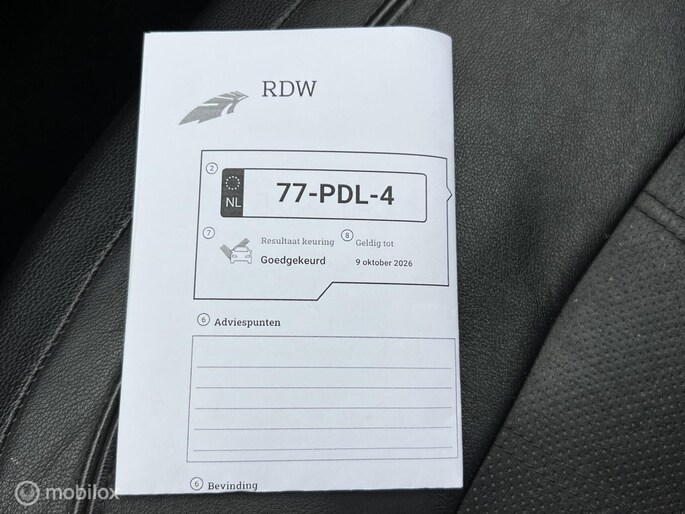 RDW
2
NL 77-PDL-4
7 Resultaat keuring 8 Geldig tot
Goedgekeurd 9 oktober 2026
6 Adviespunten
6 Bevinding
mobilox